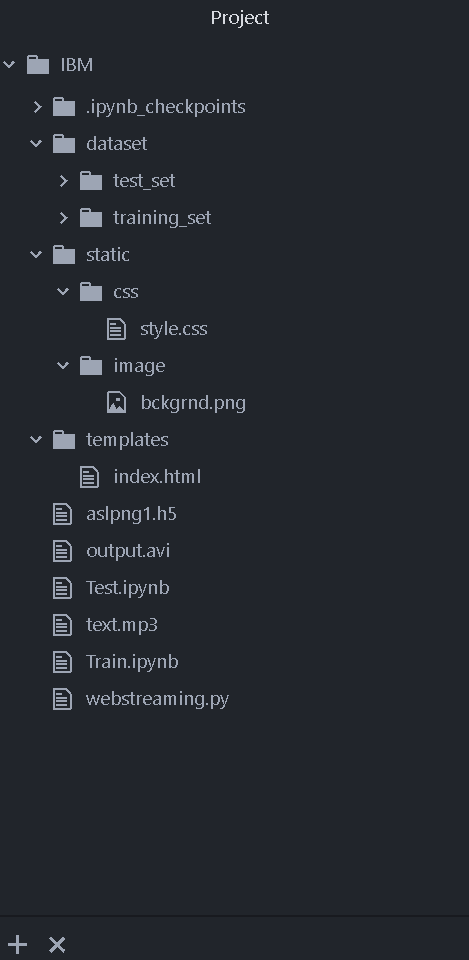 Project
IBM
.ipynb_checkpoints
dataset
test_set
training_set
static
css
style.css
image
bckgrnd.png
templates
index.html
aslpng1.h5
output.avi
Test.ipynb
text.mp3
Train.ipynb
webstreaming.py